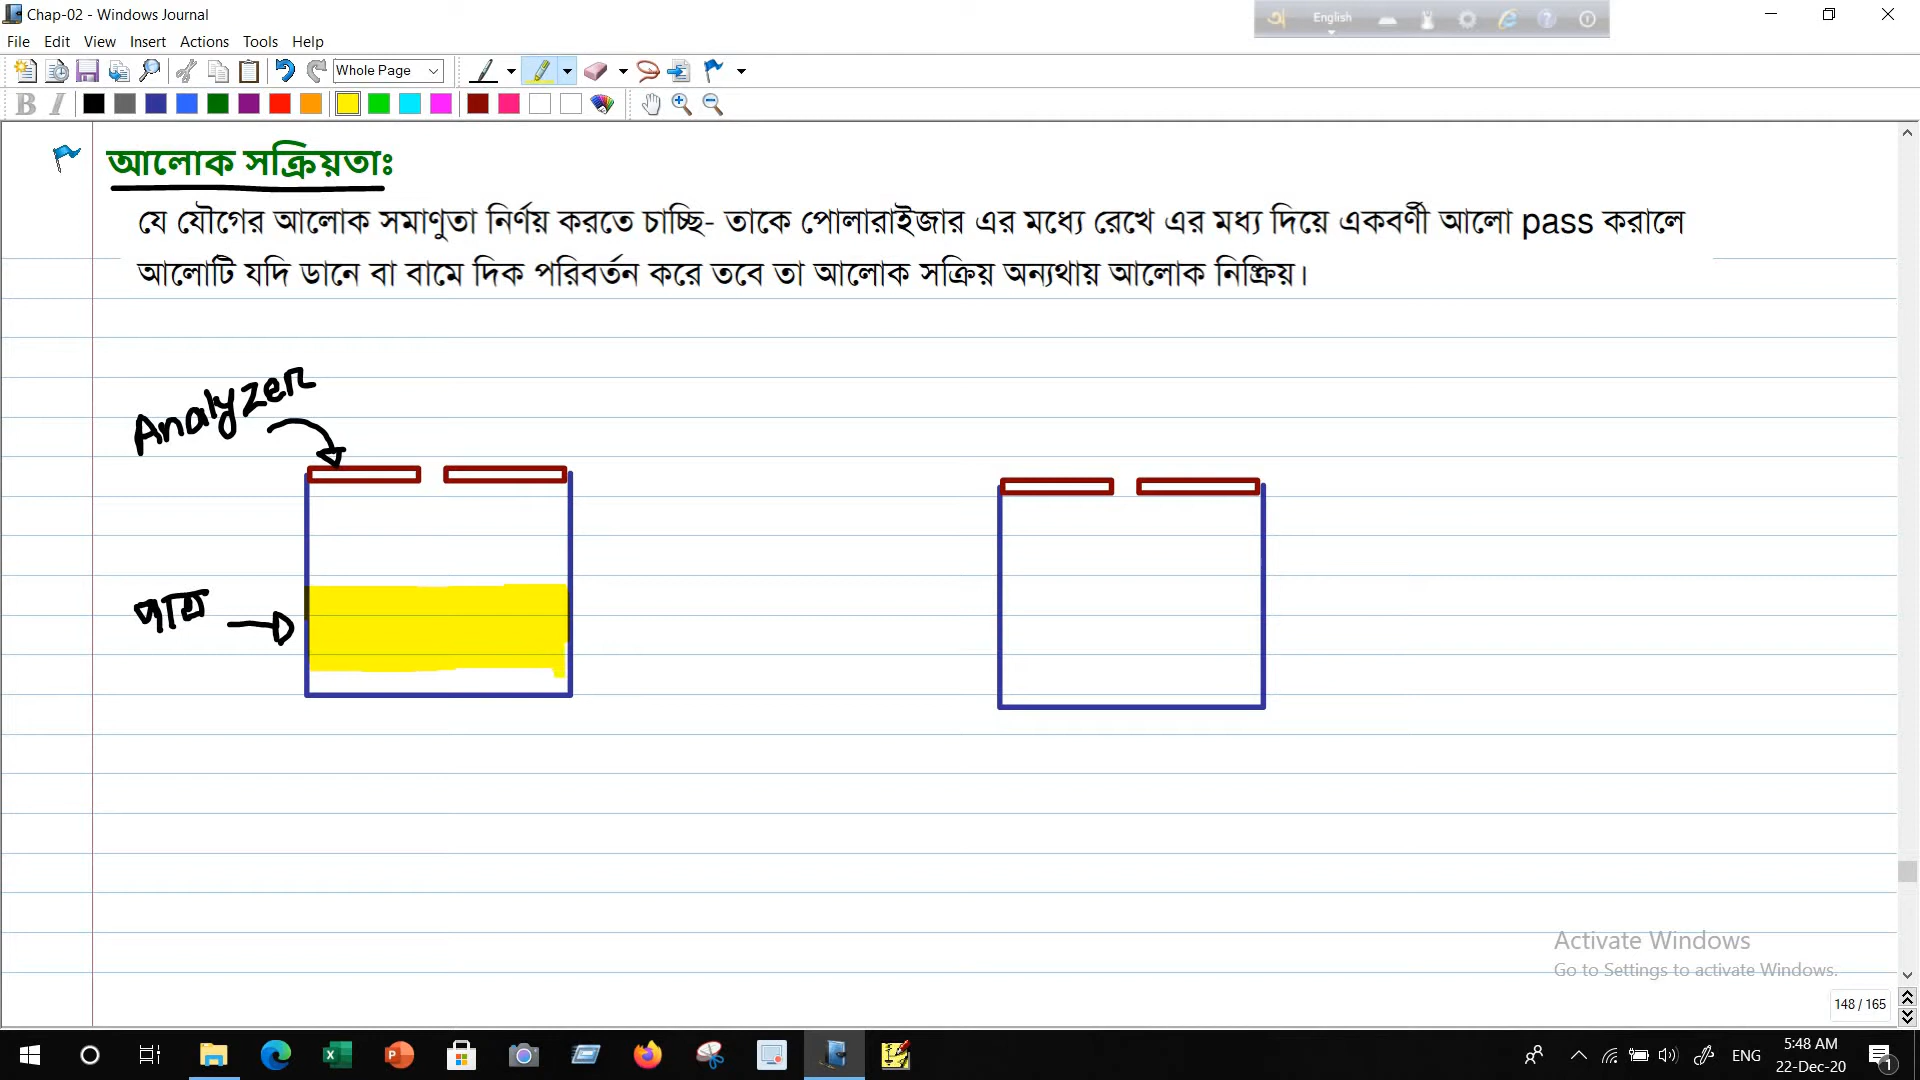 Chap-02 - Windows Journal
English
File Edit View Insert Actions Tools Help
Whole Page
B I
আলোক সক্রিয়তাঃ
যে যৌগের আলোক সমাণুতা নির্ণয় করতে চাচ্ছি- তাকে পোলারাইজার এর মধ্যে রেখে এর মধ্য দিয়ে একবর্ণী আলো pass করালে
আলোটি যদি ডানে বা বামে দিক পরিবর্তন করে তবে তা আলোক সক্রিয় অন্যথায় আলোক নিষ্ক্রিয়।
Analyzer
পাত্র
Activate Windows
Go to Settings to activate Windows.
148 / 165
ENG
5:48 AM
22-Dec-20
1